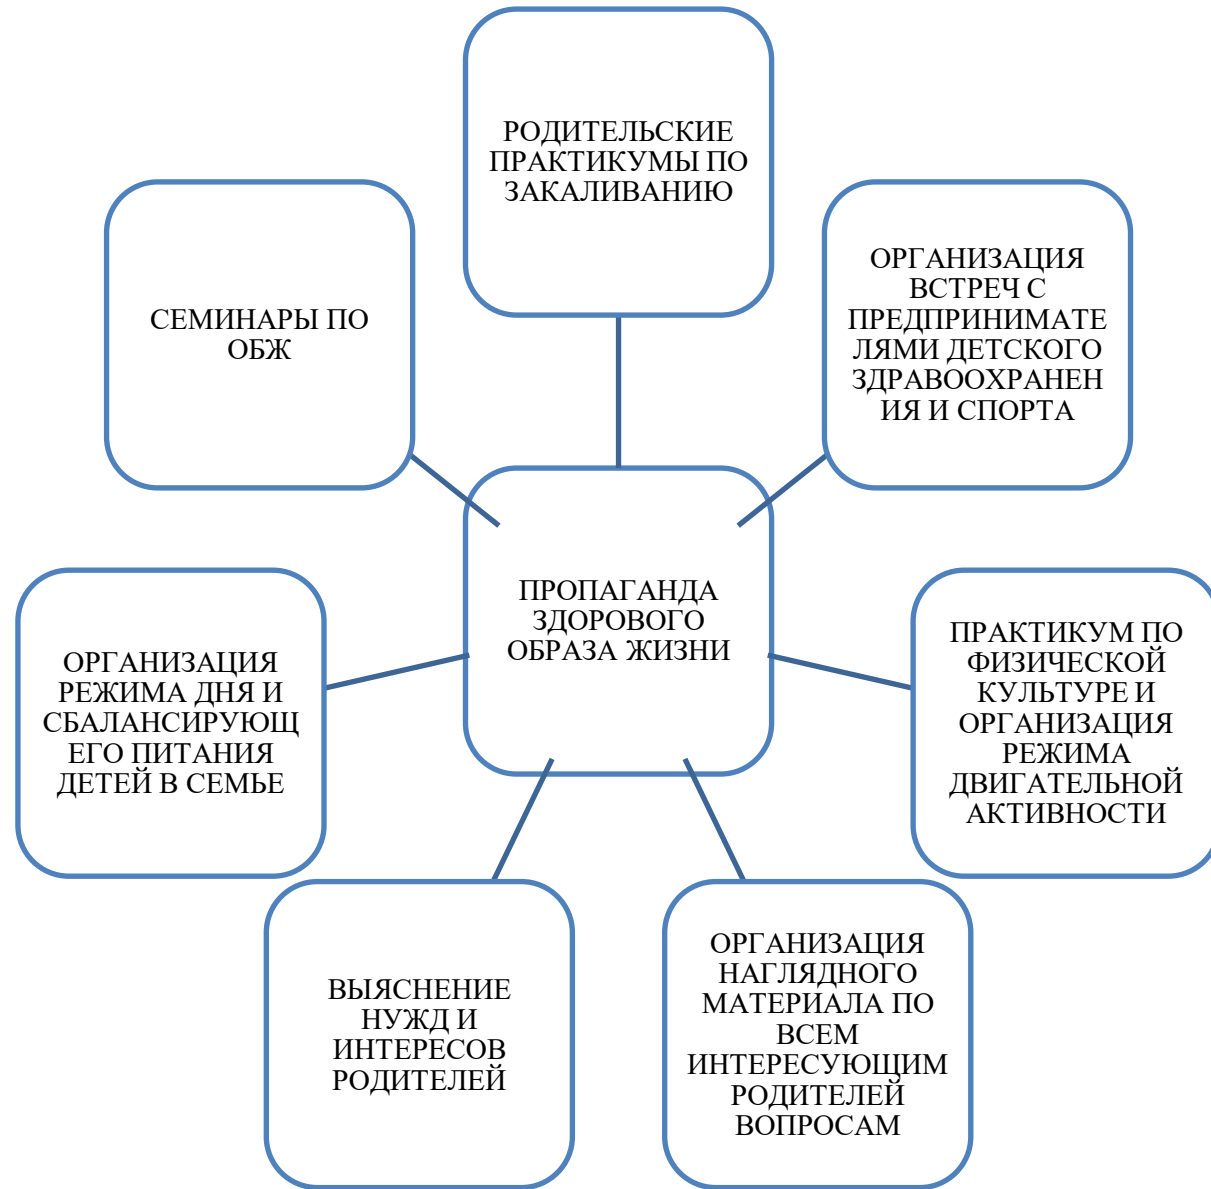 РОДИТЕЛЬСКИЕ
ПРАКТИКУМЫ ПО
ЗАКАЛИВАНИЮ
ОРГАНИЗАЦИЯ
ВСТРЕЧ С
ПРЕДПРИНИМАТЕ
ЛЯМИ ДЕТСКОГО
ЗДРАВООХРАНЕН
ИЯ И СПОРТА
ПРАКТИКУМ ПО
ФИЗИЧЕСКОЙ
КУЛЬТУРЕ И
ОРГАНИЗАЦИЯ
РЕЖИМА
ДВИГАТЕЛЬНОЙ
АКТИВНОСТИ
ОРГАНИЗАЦИЯ
НАГЛЯДНОГО
МАТЕРИАЛА ПО
ВСЕМ
ИНТЕРЕСУЮЩИМ
РОДИТЕЛЕЙ
ВОПРОСАМ
ВЫЯСНЕНИЕ
НУЖД И
ИНТЕРЕСОВ
РОДИТЕЛЕЙ
ОРГАНИЗАЦИЯ
РЕЖИМА ДНЯ И
СБАЛАНСИРУЮЩ
ЕГО ПИТАНИЯ
ДЕТЕЙ В СЕМЬЕ
СЕМИНАРЫ ПО
ОБЖ
ПРОПАГАНДА
ЗДОРОВОГО
ОБРАЗА ЖИЗНИ